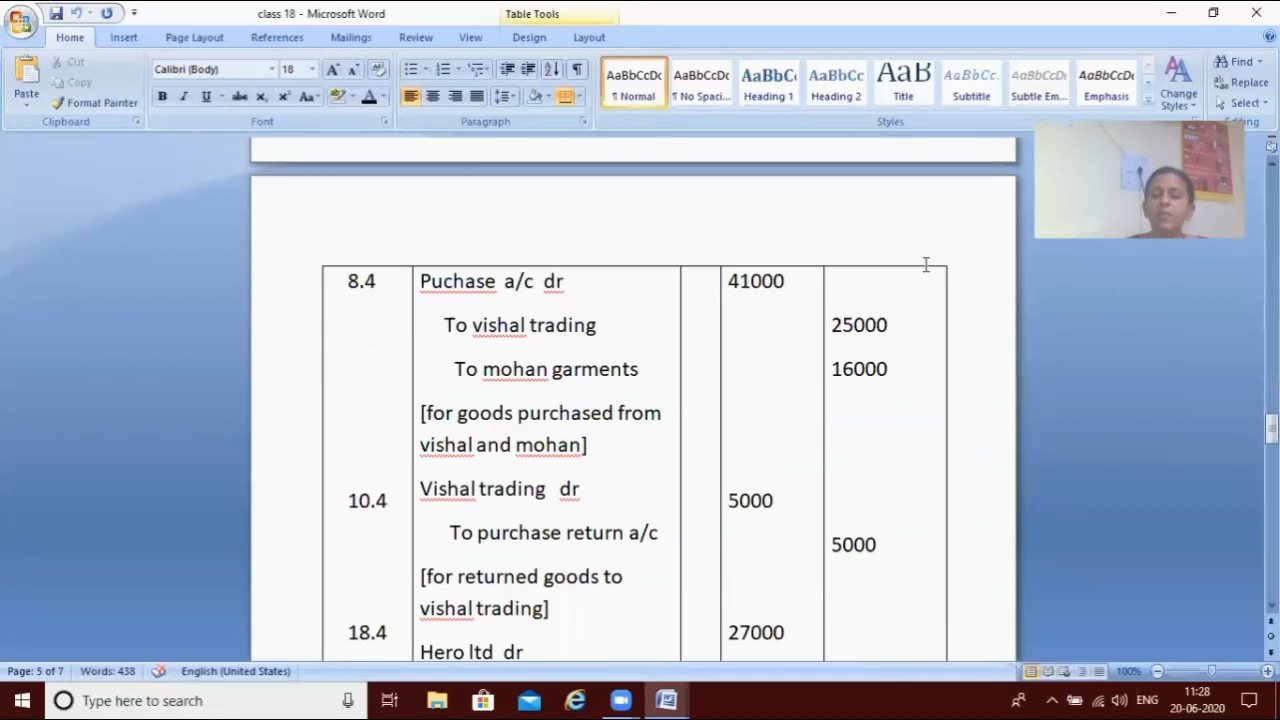 class 18 - Microsoft Word
Table Tools
Home Insert Page Layout References Mailings Review View Design Layout
Paste
Cut
Copy
Format Painter
Clipboard
Calibri (Body) 18
Font
Paragraph
AaBbCcDc AaBbCcDc AaBbC AaBbCc AaB AaBbCc. AaBbCcDc AaBbCcDc
¶ Normal ¶ No Spaci... Heading 1 Heading 2 Title Subtitle Subtle Em... Emphasis
Change Styles
Styles
Find
Replace
Select
Editing
8.4 Puchase a/c dr 41000
To vishal trading 25000
To mohan garments 16000
[for goods purchased from
vishal and mohan]
10.4 Vishal trading dr 5000
To purchase return a/c 5000
[for returned goods to
vishal trading]
18.4 27000
Hero ltd dr
Page: 5 of 7 Words: 438 English (United States) 100%
Type here to search
ENG
11:28
20-06-2020